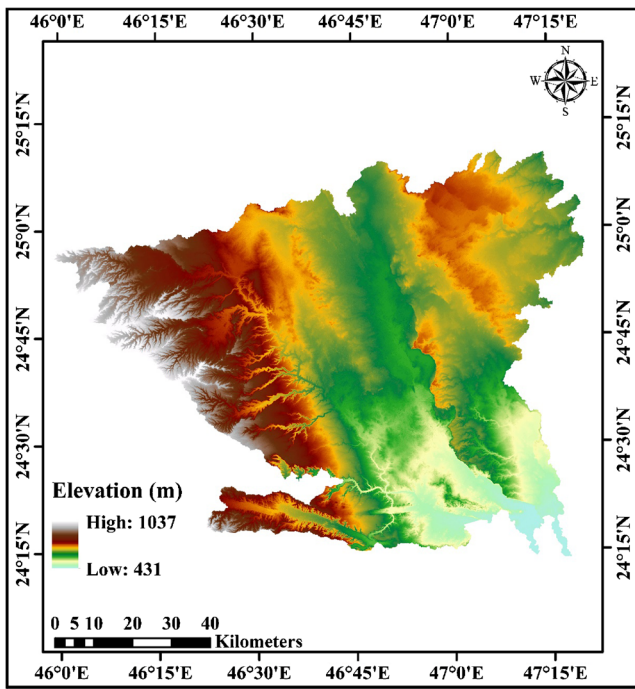 46°0'E 46°15'E 46°30'E 46°45'E 47°0'E 47°15'E
N
W E
S
25°15'N 25°15'N
25°0'N 25°0'N
24°45'N 24°45'N
24°30'N 24°30'N
Elevation (m)
High: 1037
Low: 431
24°15'N 24°15'N
0 5 10 20 30 40
Kilometers
46°0'E 46°15'E 46°30'E 46°45'E 47°0'E 47°15'E